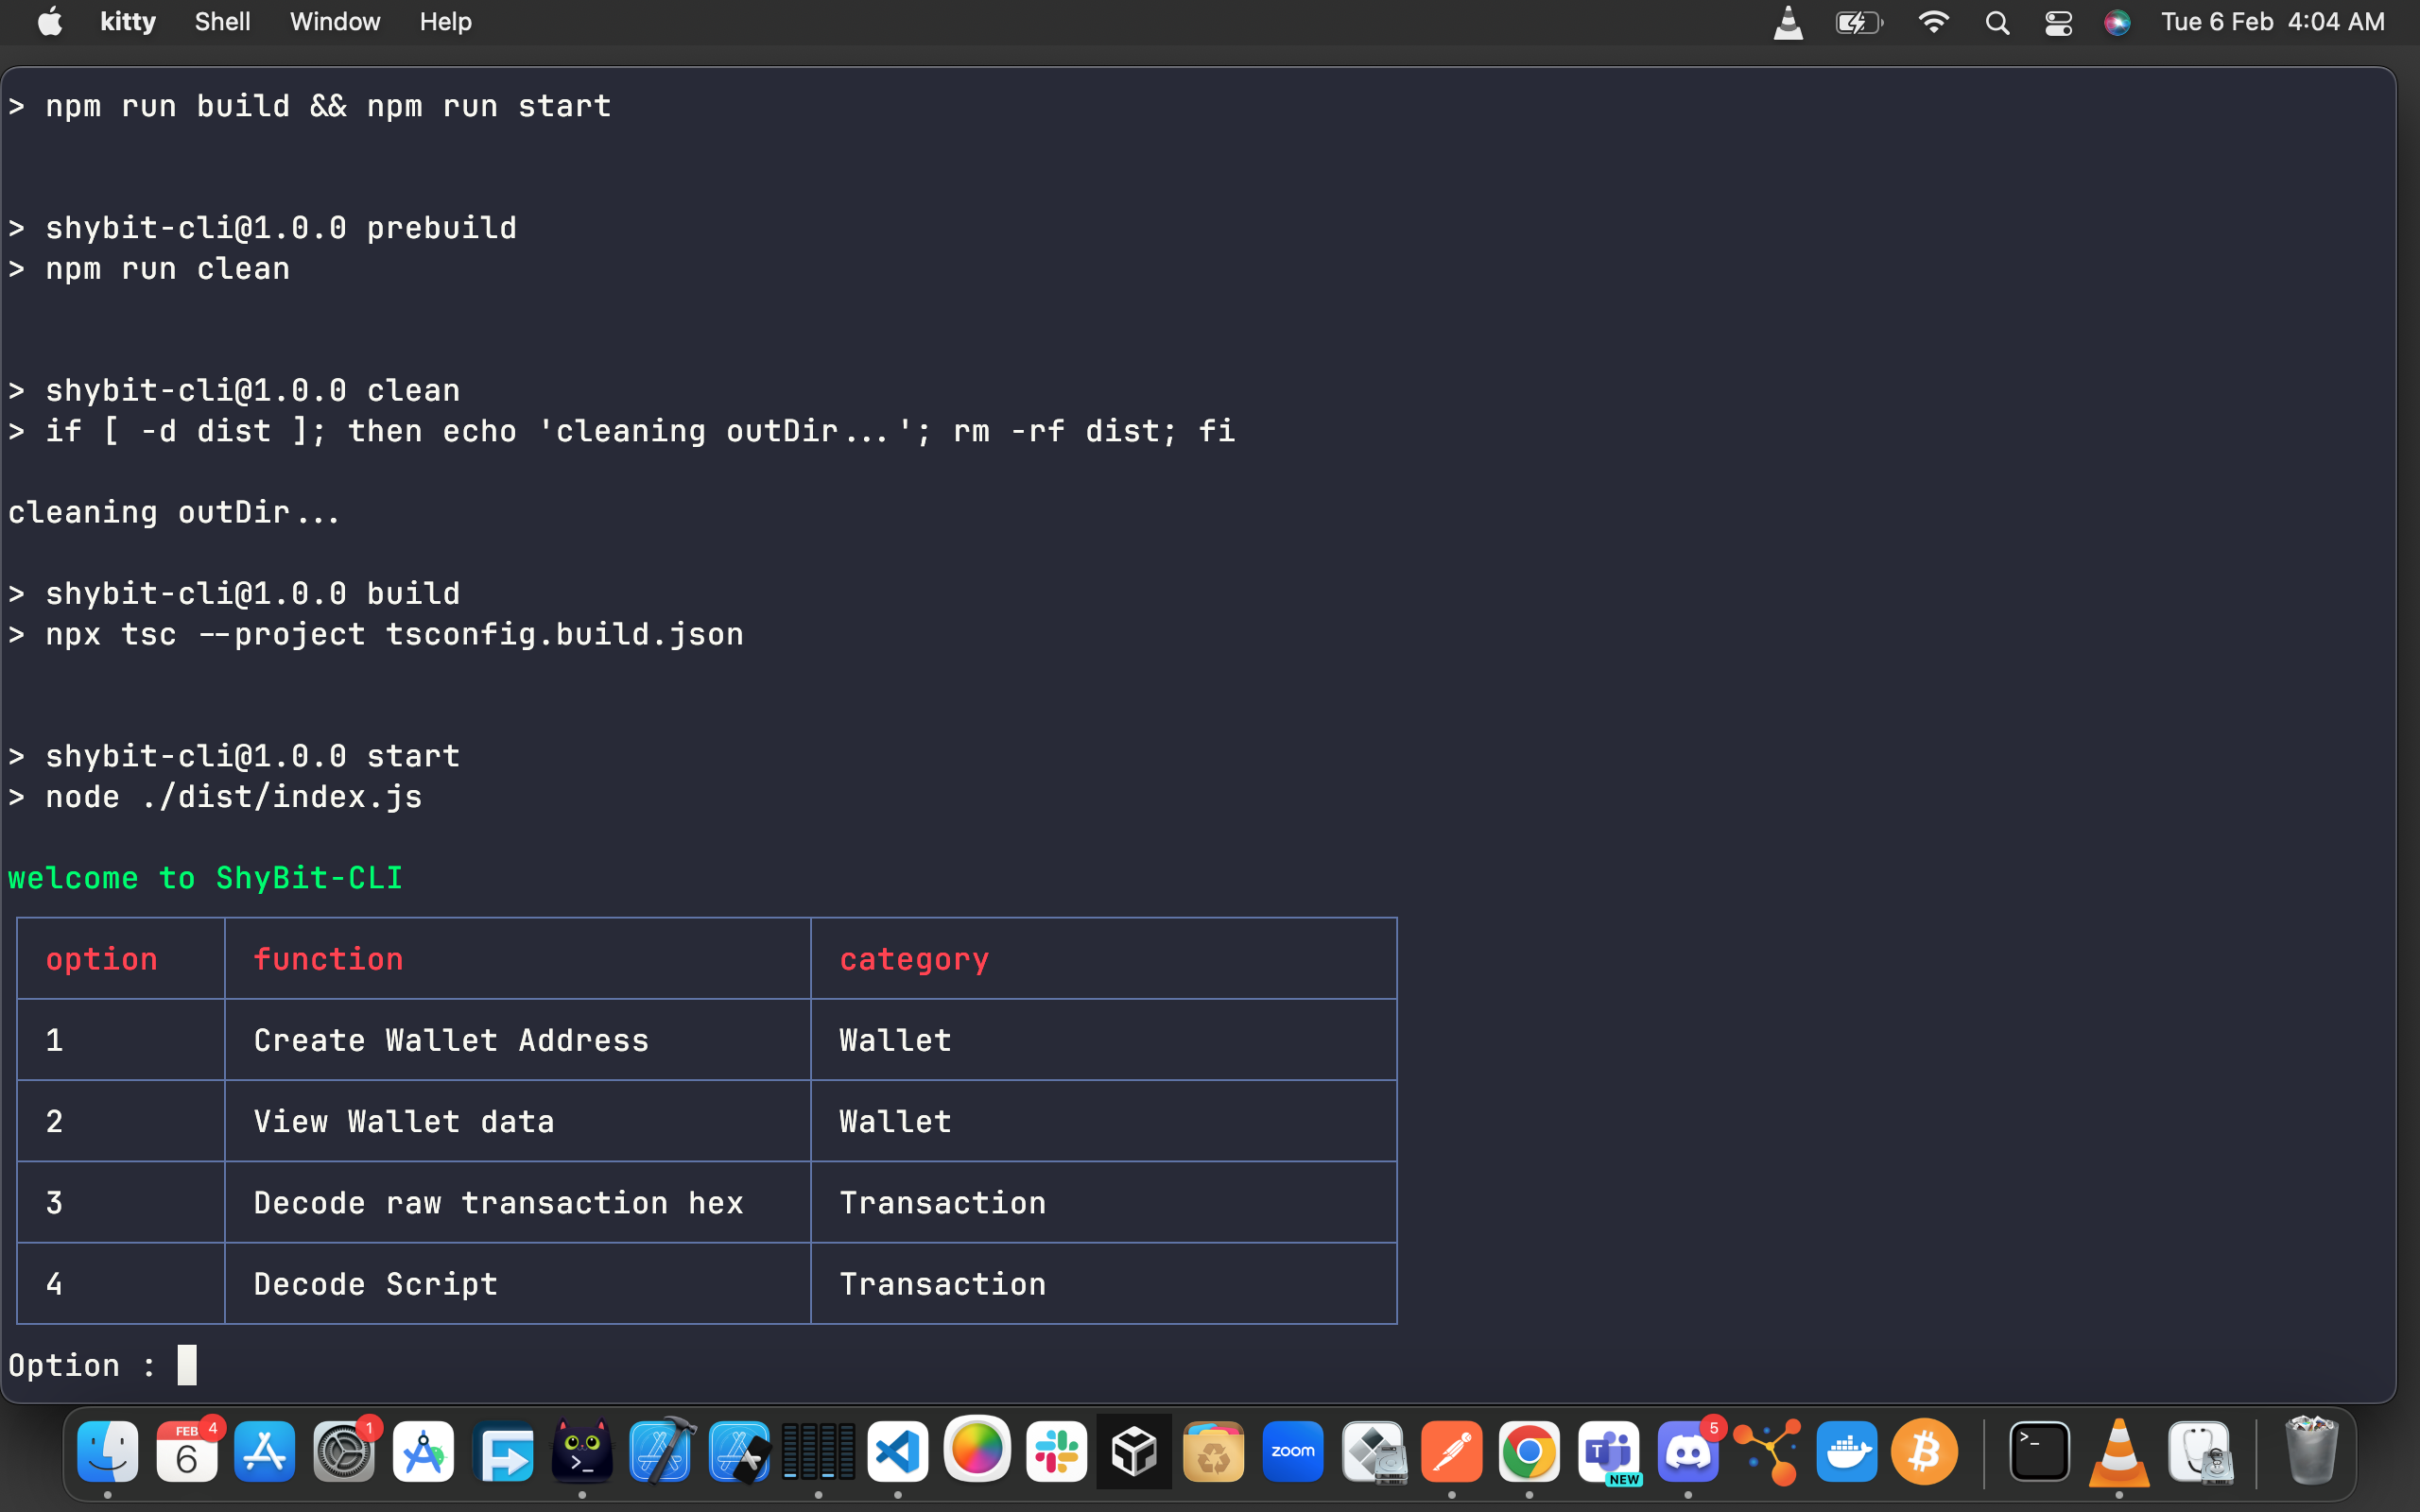 kitty Shell Window Help Tue 6 Feb 4:04 AM
> npm run build && npm run start
> shybit-cli@1.0.0 prebuild
> npm run clean
> shybit-cli@1.0.0 clean
> if [ -d dist ]; then echo 'cleaning outDir...'; rm -rf dist; fi
cleaning outDir...
> shybit-cli@1.0.0 build
> npx tsc --project tsconfig.build.json
> shybit-cli@1.0.0 start
> node ./dist/index.js
welcome to ShyBit-CLI
option function category
1 Create Wallet Address Wallet
2 View Wallet data Wallet
3 Decode raw transaction hex Transaction
4 Decode Script Transaction
Option :
FEB 4 1 5
6 >_ zoom T >_
NEW